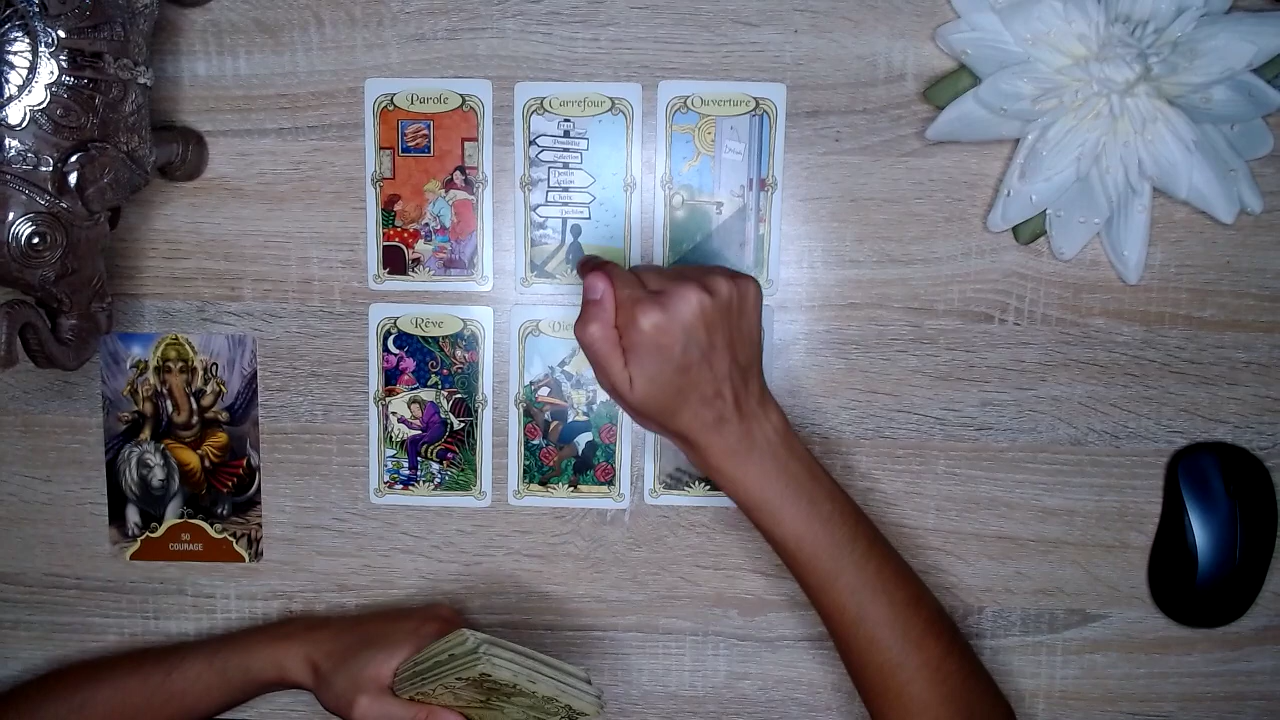 Parole
Carrefour
Possibilité
Sélection
Destin
Action
Choix
Décision
Ouverture
Rêve
50
COURAGE